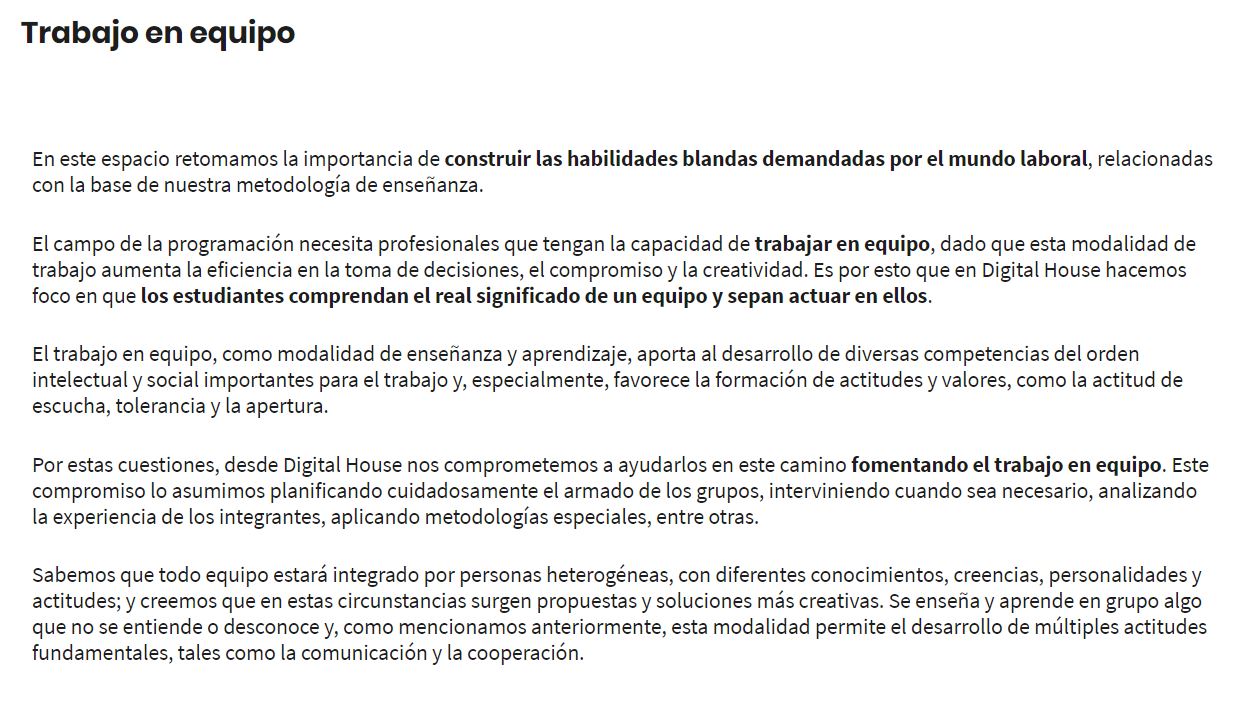 Trabajo en equipo
En este espacio retomamos la importancia de construir las habilidades blandas demandadas por el mundo laboral, relacionadas
con la base de nuestra metodología de enseñanza.
El campo de la programación necesita profesionales que tengan la capacidad de trabajar en equipo, dado que esta modalidad de
trabajo aumenta la eficiencia en la toma de decisiones, el compromiso y la creatividad. Es por esto que en Digital House hacemos
foco en que los estudiantes comprendan el real significado de un equipo y sepan actuar en ellos.
El trabajo en equipo, como modalidad de enseñanza y aprendizaje, aporta al desarrollo de diversas competencias del orden
intelectual y social importantes para el trabajo y, especialmente, favorece la formación de actitudes y valores, como la actitud de
escucha, tolerancia y la apertura.
Por estas cuestiones, desde Digital House nos comprometemos a ayudarlos en este camino fomentando el trabajo en equipo. Este
compromiso lo asumimos planificando cuidadosamente el armado de los grupos, interviniendo cuando sea necesario, analizando
la experiencia de los integrantes, aplicando metodologías especiales, entre otras.
Sabemos que todo equipo estará integrado por personas heterogéneas, con diferentes conocimientos, creencias, personalidades y
actitudes; y creemos que en estas circunstancias surgen propuestas y soluciones más creativas. Se enseña y aprende en grupo algo
que no se entiende o desconoce y, como mencionamos anteriormente, esta modalidad permite el desarrollo de múltiples actitudes
fundamentales, tales como la comunicación y la cooperación.